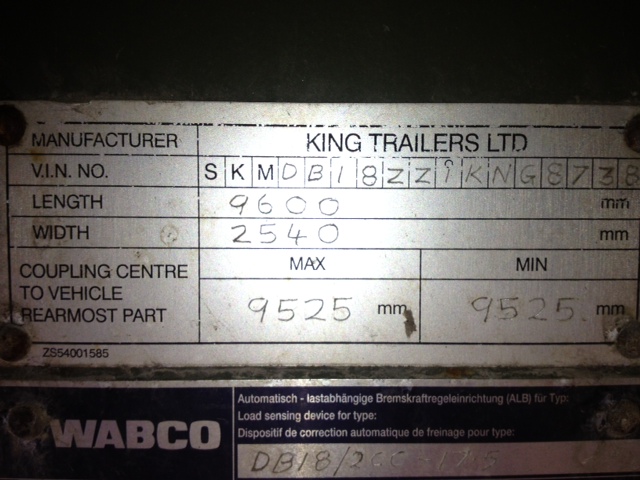 MANUFACTURER KING TRAILERS LTD
V.I.N. NO. SKMDB18ZZ1KNG8738
LENGTH 9600 mm
WIDTH 2540 mm
COUPLING CENTRE
TO VEHICLE
REARMOST PART
MAX MIN
9525 mm 9525 mm
ZS54001585
WABCO
Automatisch - lastabhängige Bremskraftregeleinrichtung (ALB) für Typ:
Load sensing device for type:
Dispositif de correction automatique de freinage pour type: